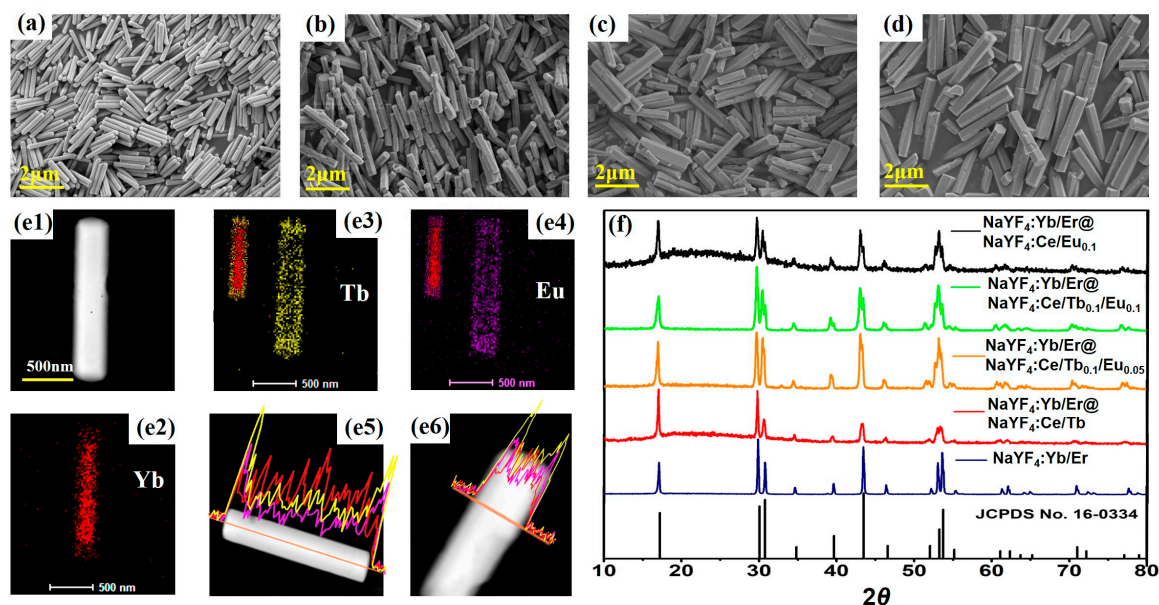 (a)
2μm
(b)
2μm
(c)
2μm
(d)
2μm
(e1)
500nm
(e3)
Tb
500 nm
(e4)
Eu
500 nm
(e2)
Yb
500 nm
(e5)
(e6)
(f)
NaYF₄:Yb/Er@
NaYF₄:Ce/Eu₀.₁
NaYF₄:Yb/Er@
NaYF₄:Ce/Tb₀.₁/Eu₀.₁
NaYF₄:Yb/Er@
NaYF₄:Ce/Tb₀.₁/Eu₀.₀₅
NaYF₄:Yb/Er@
NaYF₄:Ce/Tb
NaYF₄:Yb/Er
JCPDS No. 16-0334
10 20 30 40 50 60 70 80
2θ